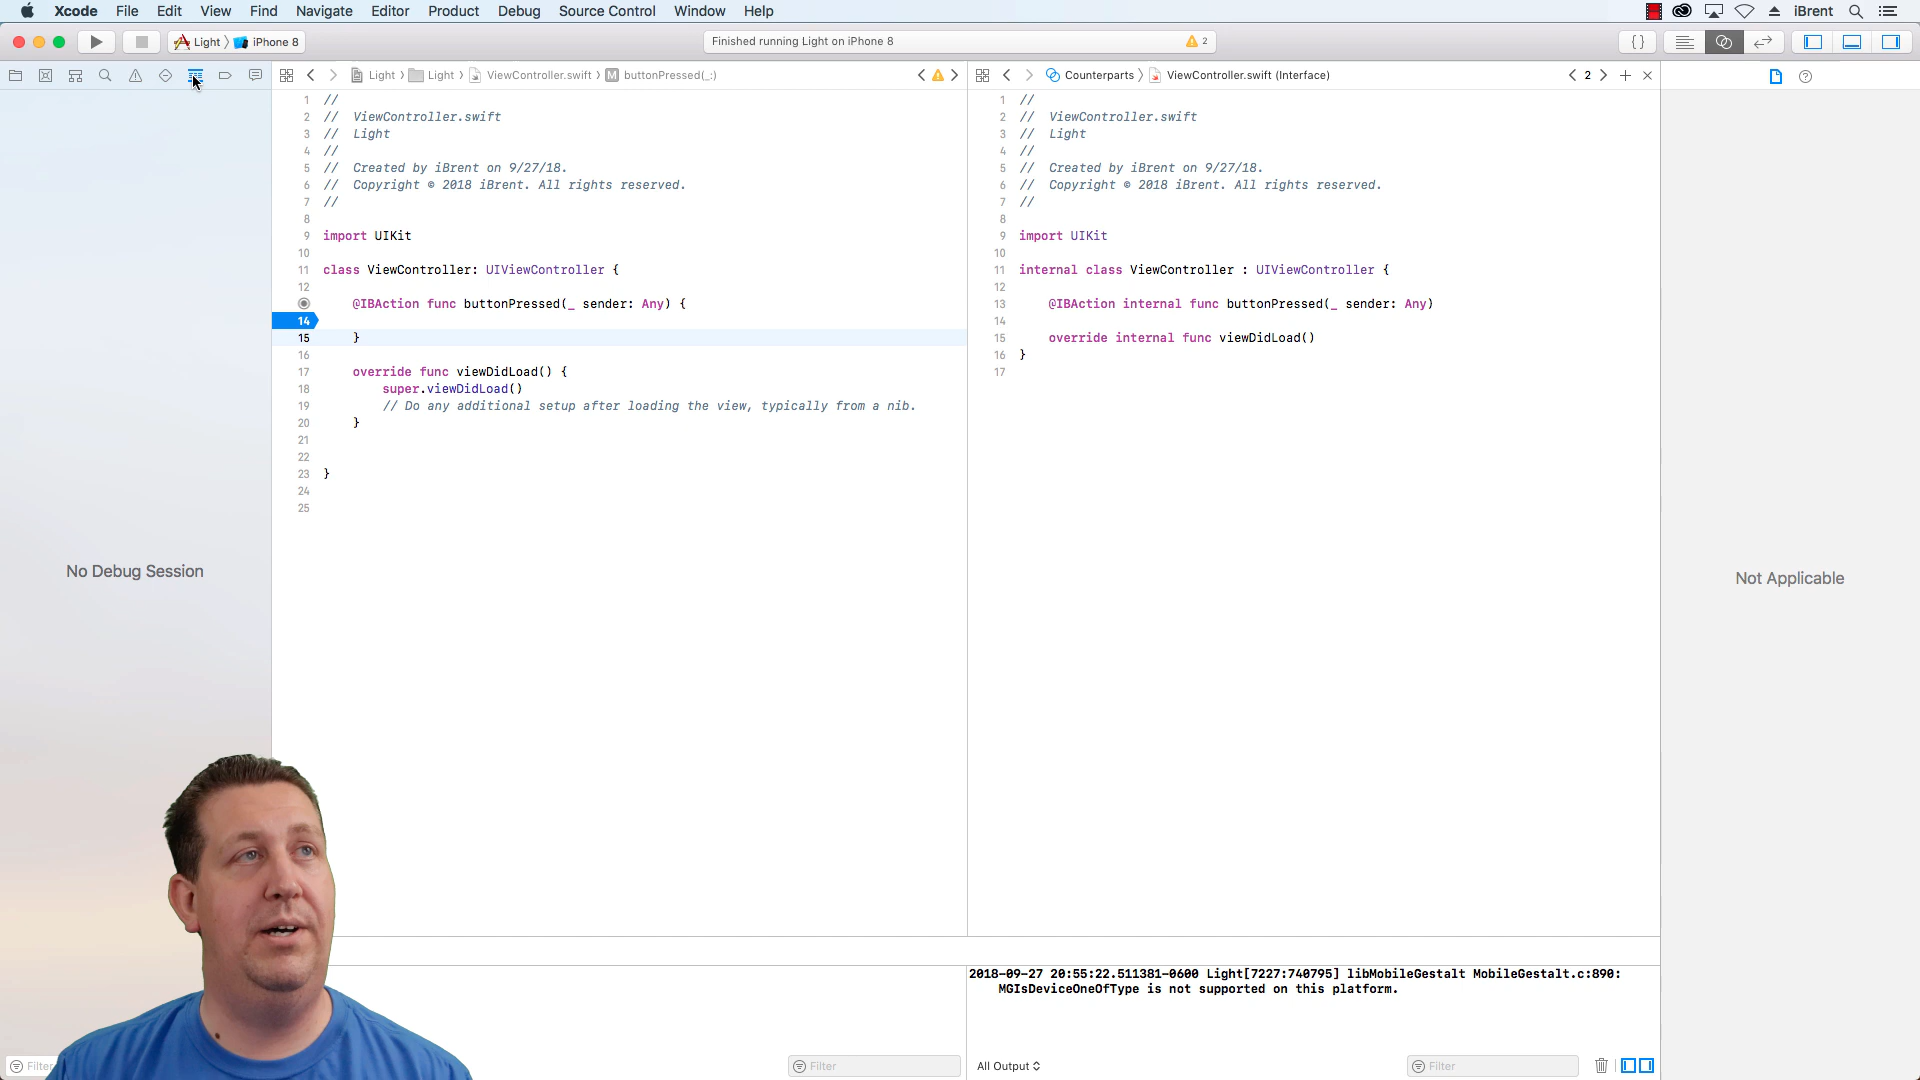 Xcode File Edit View Find Navigate Editor Product Debug Source Control Window Help iBrent
Light iPhone 8 Finished running Light on iPhone 8 2 {}
Light Light ViewController.swift M buttonPressed(_:) Counterparts ViewController.swift (Interface) 2
1 //
2 // ViewController.swift
3 // Light
4 //
5 // Created by iBrent on 9/27/18.
6 // Copyright © 2018 iBrent. All rights reserved.
7 //
8
9 import UIKit
10
11 class ViewController: UIViewController {
12
@IBAction func buttonPressed(_ sender: Any) {
14
15 }
16
17 override func viewDidLoad() {
18 super.viewDidLoad()
19 // Do any additional setup after loading the view, typically from a nib.
20 }
21
22
23 }
24
25
1 //
2 // ViewController.swift
3 // Light
4 //
5 // Created by iBrent on 9/27/18.
6 // Copyright © 2018 iBrent. All rights reserved.
7 //
8
9 import UIKit
10
11 internal class ViewController : UIViewController {
12
13 @IBAction internal func buttonPressed(_ sender: Any)
14
15 override internal func viewDidLoad()
16 }
17
No Debug Session
Not Applicable
2018-09-27 20:55:22.511381-0600 Light[7227:740795] libMobileGestalt MobileGestalt.c:890:
MGIsDeviceOneOfType is not supported on this platform.
Filter Filter All Output Filter